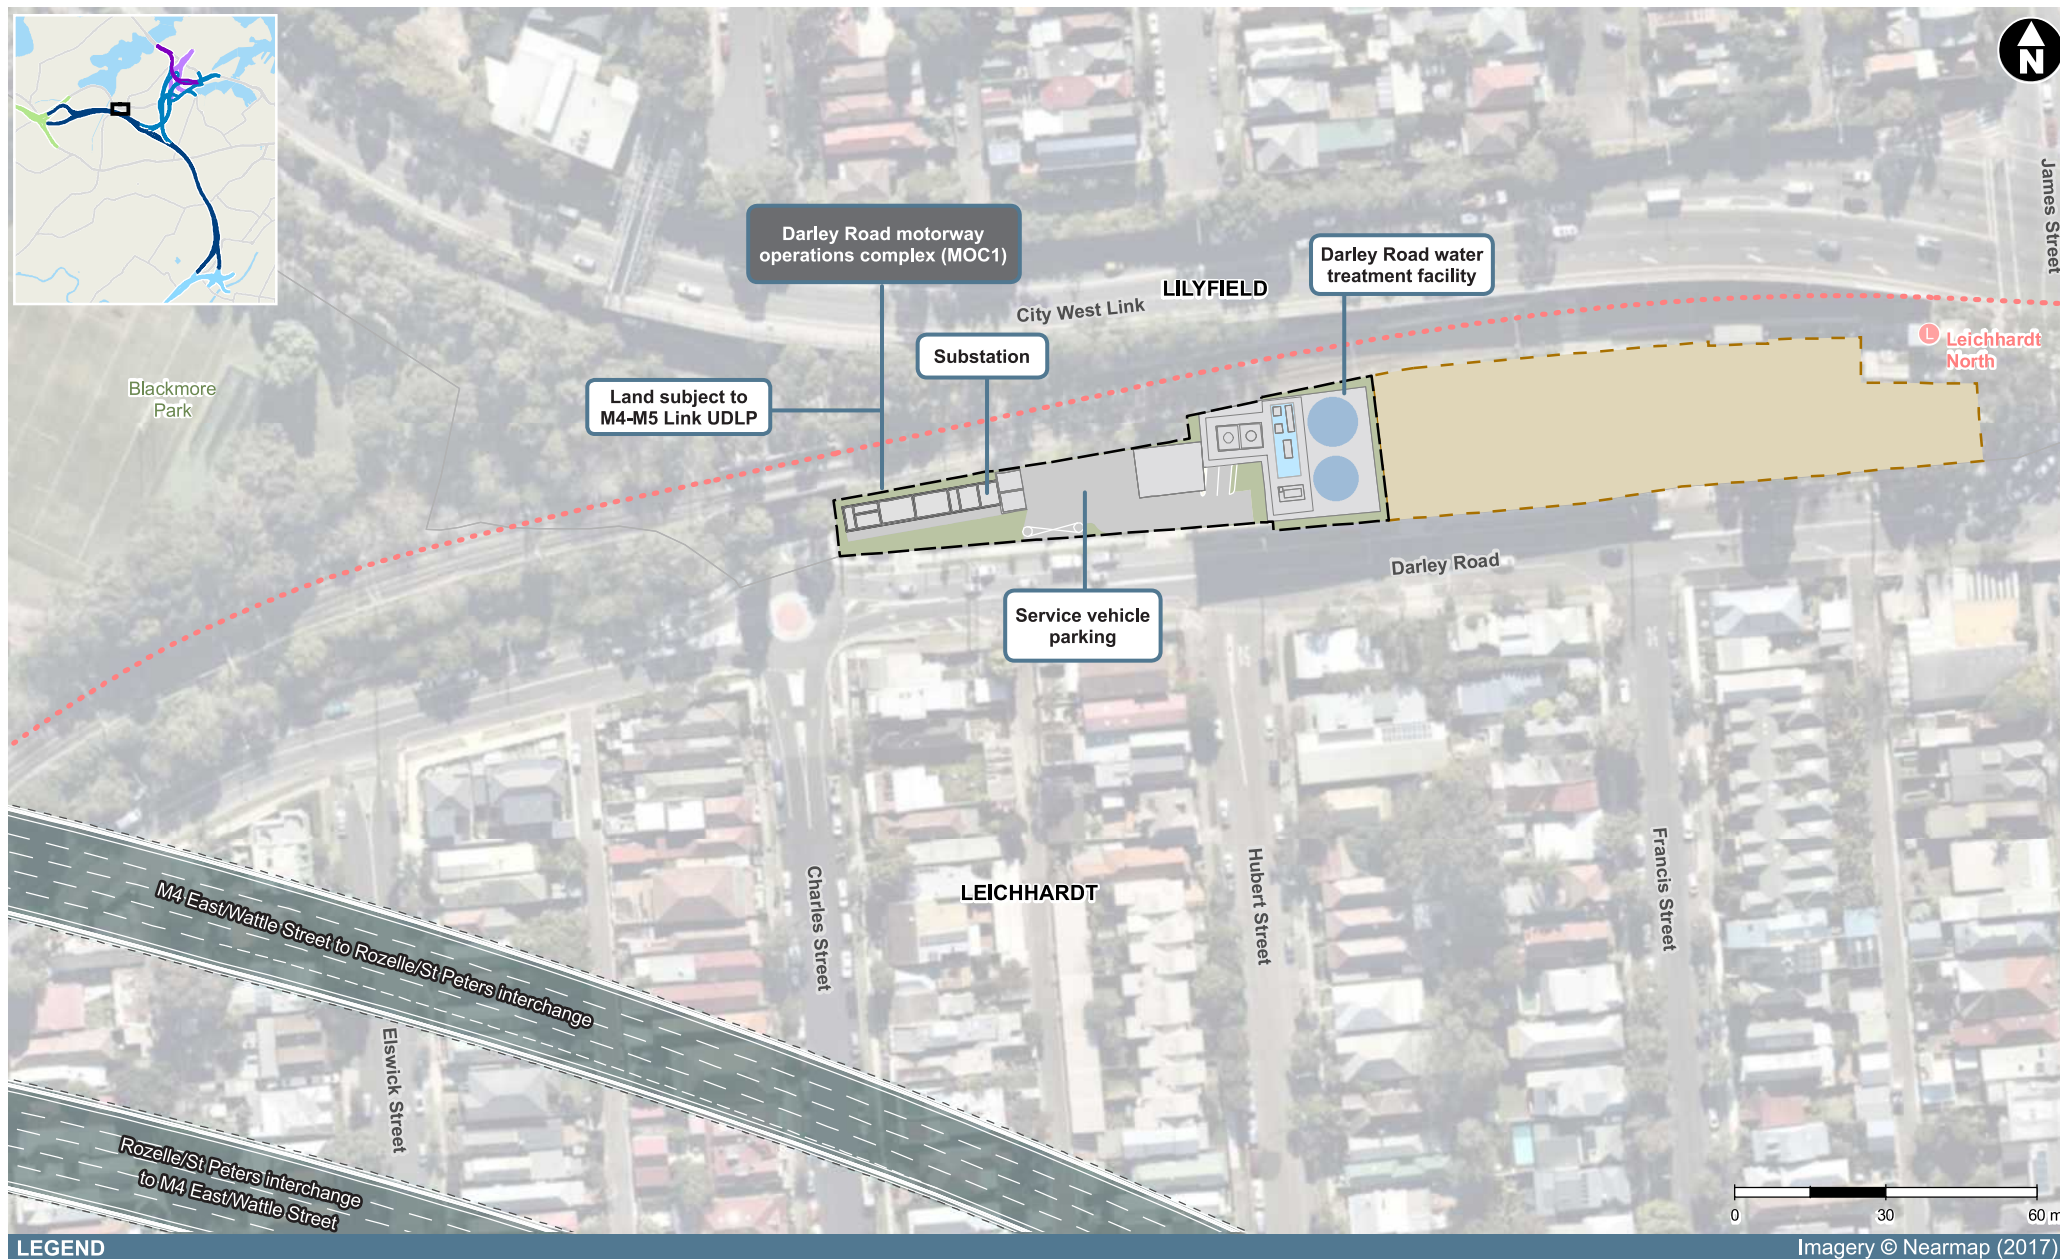 N
James Street
Darley Road motorway
operations complex (MOC1)
Darley Road water
treatment facility
LILYFIELD
City West Link
Substation
L
Leichhardt
North
Blackmore
Park
Land subject to
M4-M5 Link UDLP
Darley Road
Service vehicle
parking
M4 East/Wattle Street to Rozelle/St Peters interchange
Charles Street
LEICHHARDT
Hubert Street
Francis Street
Elswick Street
Rozelle/St Peters interchange
to M4 East/Wattle Street
0 30 60 m
LEGEND
Imagery © Nearmap (2017)